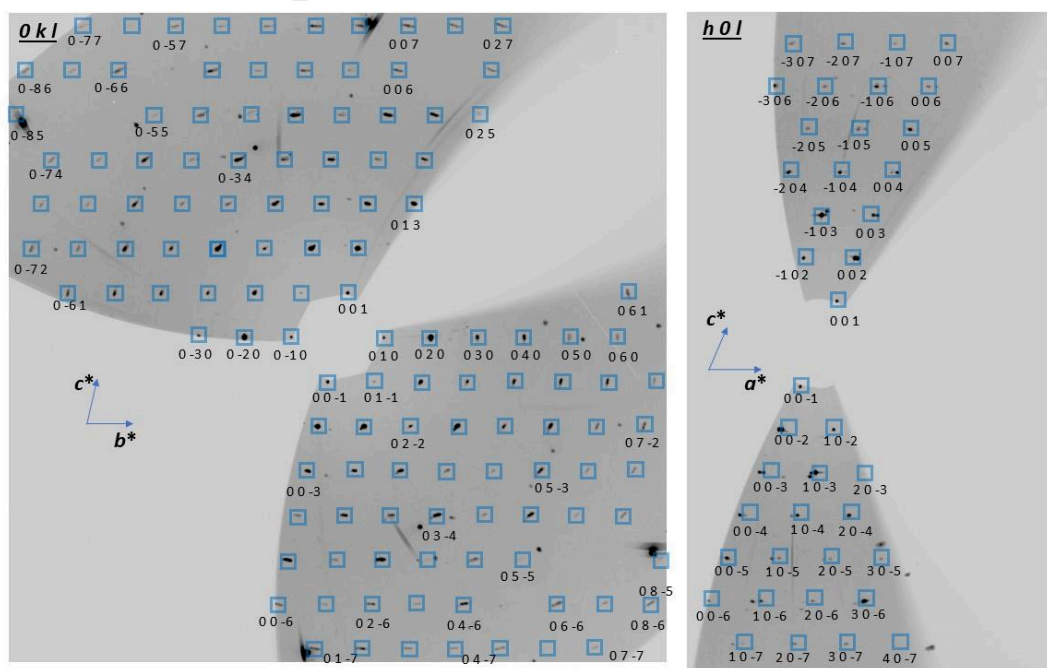 0 k l
0 -7 7 0 -5 7 0 0 7 0 2 7
0 -8 6 0 -6 6 0 0 6
0 -8 5 0 -5 5 0 2 5
0 -7 4 0 -3 4
0 1 3
0 -7 2
0 -6 1 0 0 1
0 6 1
0 -3 0 0 -2 0 0 -1 0 0 1 0 0 2 0 0 3 0 0 4 0 0 5 0 0 6 0
c*
b*
0 0 -1 0 1 -1
0 2 -2 0 7 -2
0 0 -3 0 5 -3
0 3 -4
0 5 -5 0 8 -5
0 0 -6 0 2 -6 0 4 -6 0 6 -6 0 8 -6
0 1 -7 0 4 -7 0 7 -7
h 0 l
-3 0 7 -2 0 7 -1 0 7 0 0 7
-3 0 6 -2 0 6 -1 0 6 0 0 6
-2 0 5 -1 0 5 0 0 5
-2 0 4 -1 0 4 0 0 4
-1 0 3 0 0 3
-1 0 2 0 0 2
0 0 1
c*
a*
0 0 -1
0 0 -2 1 0 -2
0 0 -3 1 0 -3 2 0 -3
0 0 -4 1 0 -4 2 0 -4
0 0 -5 1 0 -5 2 0 -5 3 0 -5
0 0 -6 1 0 -6 2 0 -6 3 0 -6
1 0 -7 2 0 -7 3 0 -7 4 0 -7